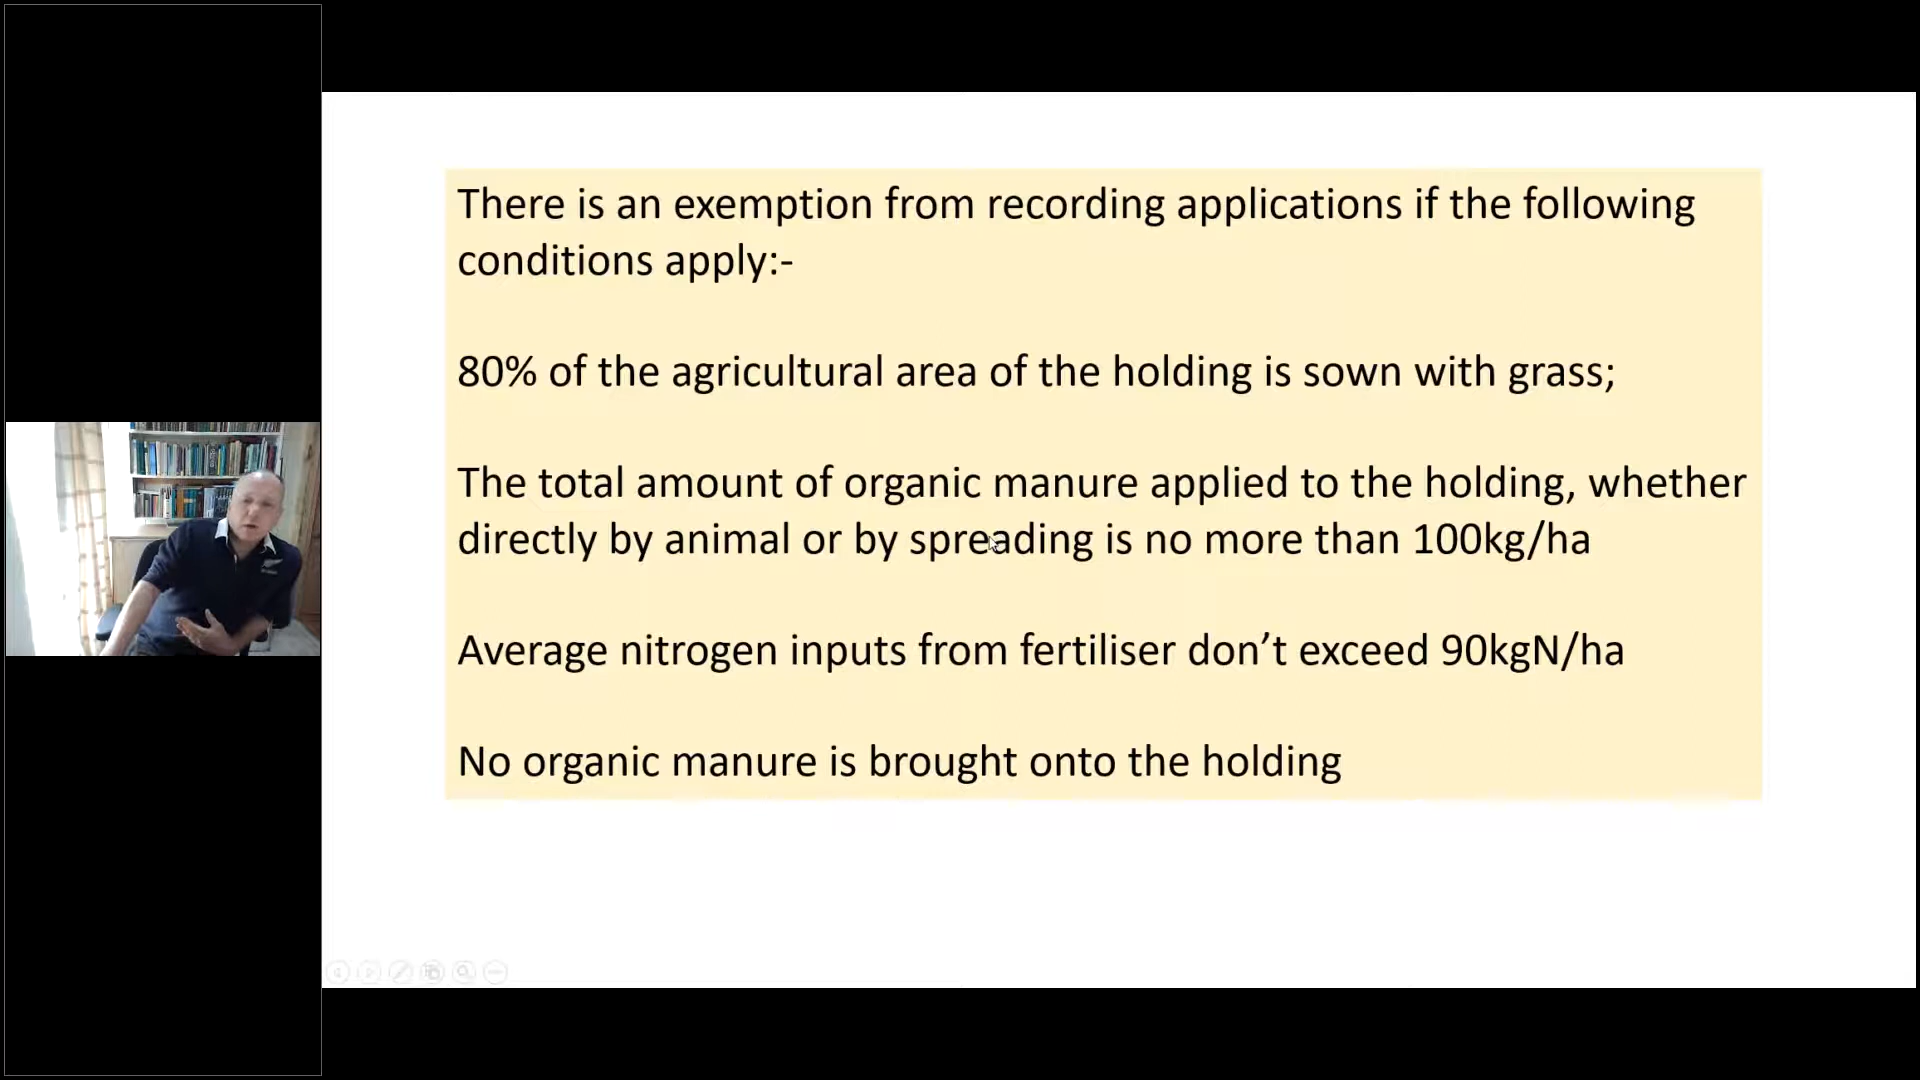 There is an exemption from recording applications if the following
conditions apply:-
80% of the agricultural area of the holding is sown with grass;
The total amount of organic manure applied to the holding, whether
directly by animal or by spreading is no more than 100kg/ha
Average nitrogen inputs from fertiliser don’t exceed 90kgN/ha
No organic manure is brought onto the holding